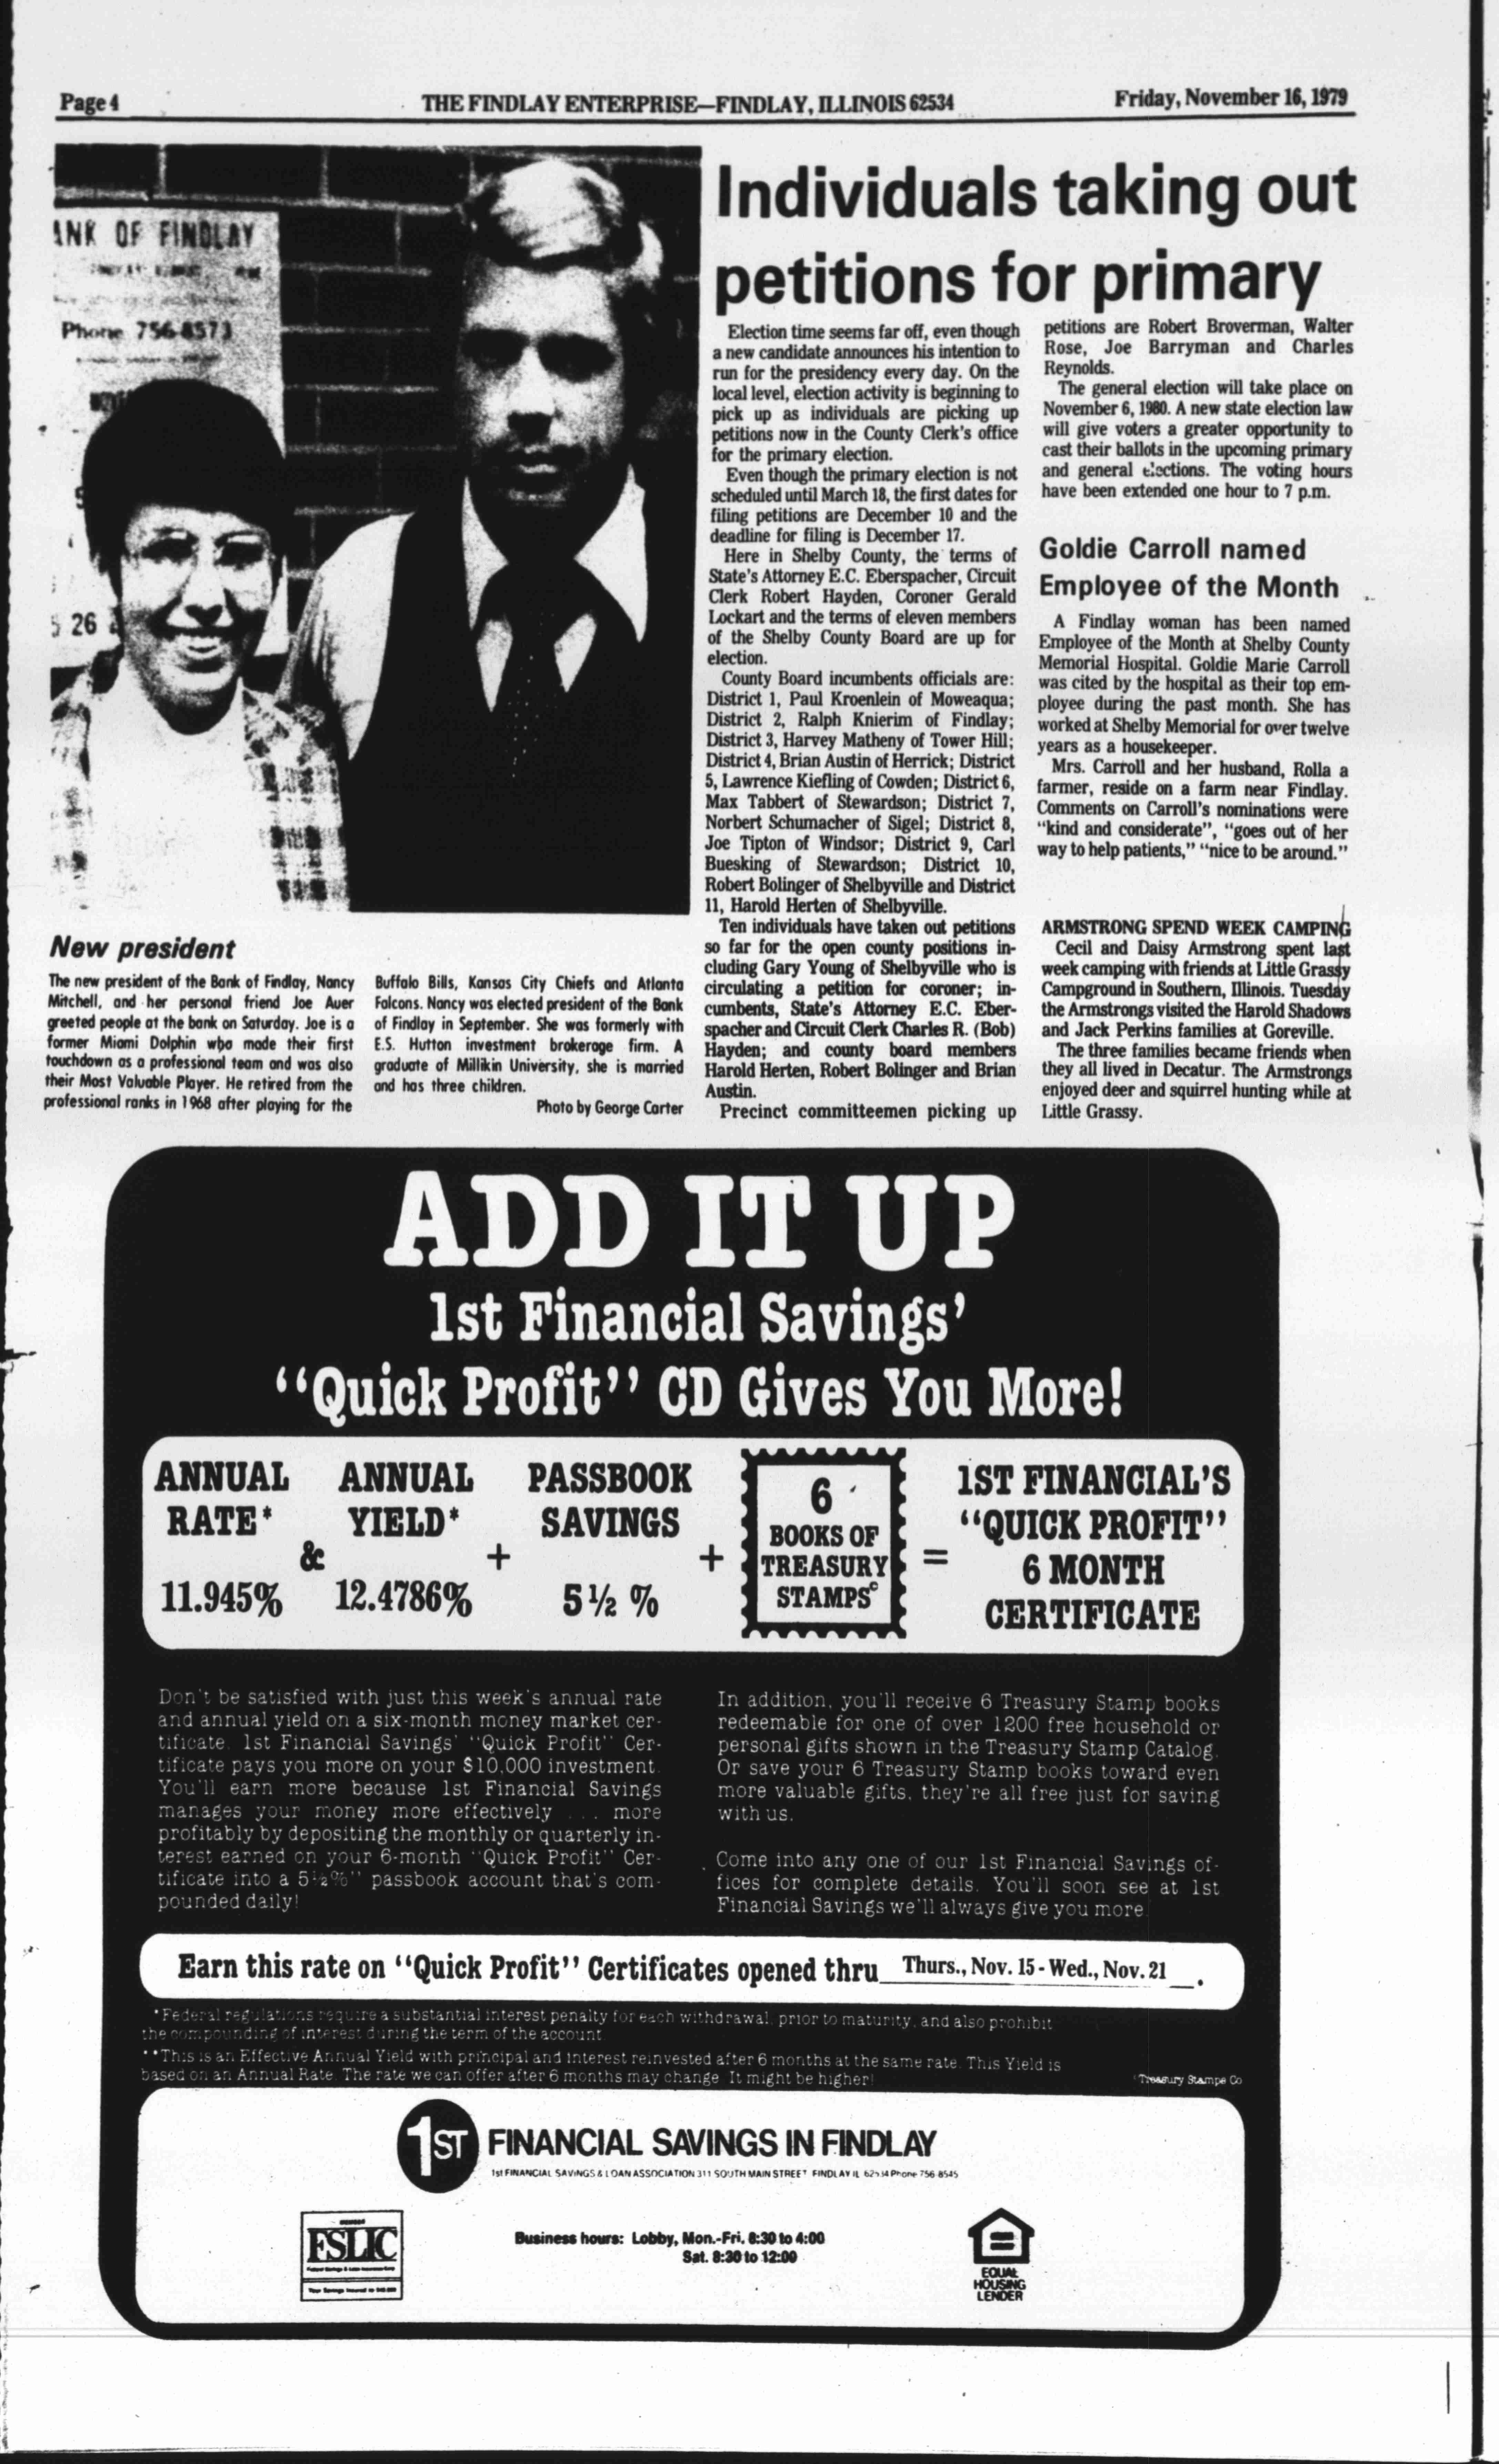 Page 4
THE FINDLAY ENTERPRISE—FINDLAY, ILLINOIS 62534
Friday, November 16, 1979
ANK OF FINDLAY
Phone 756-8573
26
New president
The new president of the Bank of Findlay, Nancy
Mitchell, and her personal friend Joe Auer
greeted people at the bank on Saturday. Joe is a
former Miami Dolphin who made their first
touchdown as a professional team and was also
their Most Valuable Player. He retired from the
professional ranks in 1968 after playing for the
Buffalo Bills, Kansas City Chiefs and Atlanta
Falcons. Nancy was elected president of the Bank
of Findlay in September. She was formerly with
E.S. Hutton investment brokerage firm. A
graduate of Millikin University, she is married
and has three children.
Photo by George Carter
Individuals taking out
petitions for primary
Election time seems far off, even though
a new candidate announces his intention to
run for the presidency every day. On the
local level, election activity is beginning to
pick up as individuals are picking up
petitions now in the County Clerk's office
for the primary election.
Even though the primary election is not
scheduled until March 18, the first dates for
filing petitions are December 10 and the
deadline for filing is December 17.
Here in Shelby County, the terms of
State's Attorney E.C. Eberspacher, Circuit
Clerk Robert Hayden, Coroner Gerald
Lockart and the terms of eleven members
of the Shelby County Board are up for
election.
County Board incumbents officials are:
District 1, Paul Kroenlein of Moweaqua;
District 2, Ralph Knierim of Findlay;
District 3, Harvey Matheny of Tower Hill;
District 4, Brian Austin of Herrick; District
5, Lawrence Kiefling of Cowden; District 6,
Max Tabbert of Stewardson; District 7,
Norbert Schumacher of Sigel; District 8,
Joe Tipton of Windsor; District 9, Carl
Buesking of Stewardson; District 10,
Robert Bolinger of Shelbyville and District
11, Harold Herten of Shelbyville.
Ten individuals have taken out petitions
so far for the open county positions in-
cluding Gary Young of Shelbyville who is
circulating a petition for coroner; in-
cumbents, State's Attorney E.C. Eber-
spacher and Circuit Clerk Charles R. (Bob)
Hayden; and county board members
Harold Herten, Robert Bolinger and Brian
Austin.
Precinct committeemen picking up
petitions are Robert Broverman, Walter
Rose, Joe Barryman and Charles
Reynolds.
The general election will take place on
November 6, 1980. A new state election law
will give voters a greater opportunity to
cast their ballots in the upcoming primary
and general elections. The voting hours
have been extended one hour to 7 p.m.
Goldie Carroll named
Employee of the Month
A Findlay woman has been named
Employee of the Month at Shelby County
Memorial Hospital. Goldie Marie Carroll
was cited by the hospital as their top em-
ployee during the past month. She has
worked at Shelby Memorial for over twelve
years as a housekeeper.
Mrs. Carroll and her husband, Rolla a
farmer, reside on a farm near Findlay.
Comments on Carroll's nominations were
"kind and considerate", "goes out of her
way to help patients," "nice to be around."
ARMSTRONG SPEND WEEK CAMPING
Cecil and Daisy Armstrong spent last
week camping with friends at Little Grassy
Campground in Southern, Illinois. Tuesday
the Armstrongs visited the Harold Shadows
and Jack Perkins families at Goreville.
The three families became friends when
they all lived in Decatur. The Armstrongs
enjoyed deer and squirrel hunting while at
Little Grassy.
ADD IT UP
1st Financial Savings'
"Quick Profit" CD Gives You More!
ANNUAL
RATE*
11.945%
&
ANNUAL
YIELD*
12.4786%
+
PASSBOOK
SAVINGS
5½ %
+
6
BOOKS OF
TREASURY
STAMPS©
=
1ST FINANCIAL'S
"QUICK PROFIT"
6 MONTH
CERTIFICATE
Don't be satisfied with just this week's annual rate
and annual yield on a six-month money market cer-
tificate. 1st Financial Savings' "Quick Profit" Cer-
tificate pays you more on your $10,000 investment.
You'll earn more because 1st Financial Savings
manages your money more effectively . . . more
profitably by depositing the monthly or quarterly in-
terest earned on your 6-month "Quick Profit" Cer-
tificate into a 5½%" passbook account that's com-
pounded daily!
In addition, you'll receive 6 Treasury Stamp books
redeemable for one of over 1200 free household or
personal gifts shown in the Treasury Stamp Catalog.
Or save your 6 Treasury Stamp books toward even
more valuable gifts, they're all free just for saving
with us.
Come into any one of our 1st Financial Savings of-
fices for complete details. You'll soon see at 1st
Financial Savings we'll always give you more.
Earn this rate on "Quick Profit" Certificates opened thru Thurs., Nov. 15 - Wed., Nov. 21.
*Federal regulations require a substantial interest penalty for each withdrawal, prior to maturity, and also prohibit
the compounding of interest during the term of the account.
**This is an Effective Annual Yield with principal and interest reinvested after 6 months at the same rate. This Yield is
based on an Annual Rate. The rate we can offer after 6 months may change. It might be higher!
Treasury Stamps Co
1ST FINANCIAL SAVINGS IN FINDLAY
1st FINANCIAL SAVINGS & LOAN ASSOCIATION 311 SOUTH MAIN STREET FINDLAY IL 62534 Phone 756-8545
FSLIC
Business hours: Lobby, Mon.-Fri. 8:30 to 4:00
Sat. 8:30 to 12:00
EQUAL
HOUSING
LENDER